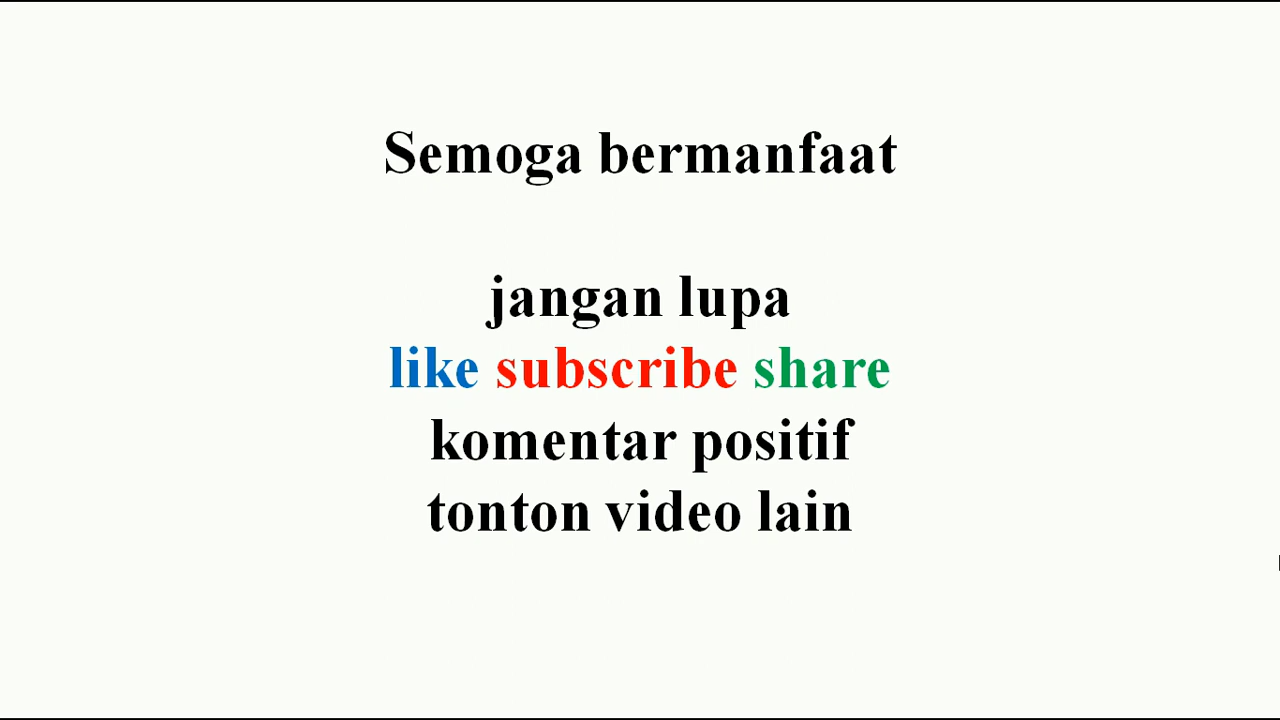 Semoga bermanfaat
jangan lupa
like subscribe share
komentar positif
tonton video lain